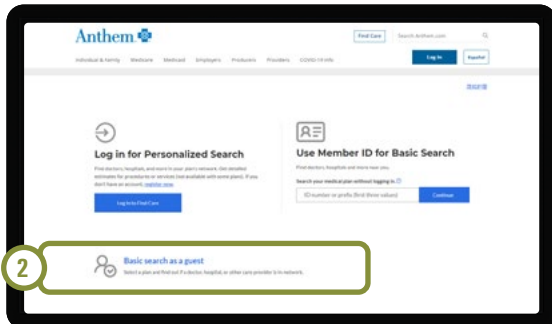 Anthem
Find Care
Search Anthem.com
Individual & Family Medicare Medicaid Employers Producers Providers COVID-19 Info
Log In
Español
Log in for Personalized Search
Find doctors, hospitals, and more in your plan's network. Get detailed
estimates for procedures or services (not available with some plans). If you
don't have an account, register now.
Log In to Find Care
Use Member ID for Basic Search
Find doctors, hospitals and more near you.
Search your medical plan without logging in
ID number or prefix (first three values)
Continue
2
Basic search as a guest
Select a plan and find out if a doctor, hospital, or other care provider is in-network.